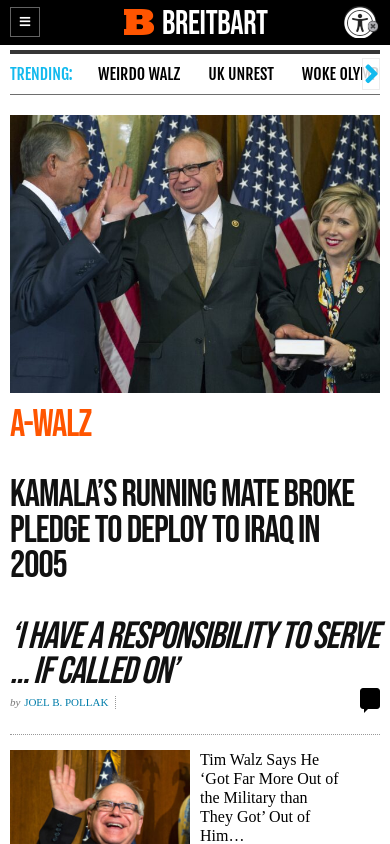 BREITBART
TRENDING:
WEIRDO WALZ
UK UNREST
WOKE
A-WALZ
KAMALA’S RUNNING MATE BROKE
PLEDGE TO DEPLOY TO IRAQ IN
2005
‘I HAVE A RESPONSIBILITY TO SERVE
… IF CALLED ON’
by JOEL B. POLLAK
Tim Walz Says He
‘Got Far More Out of
the Military than
They Got’ Out of
Him…